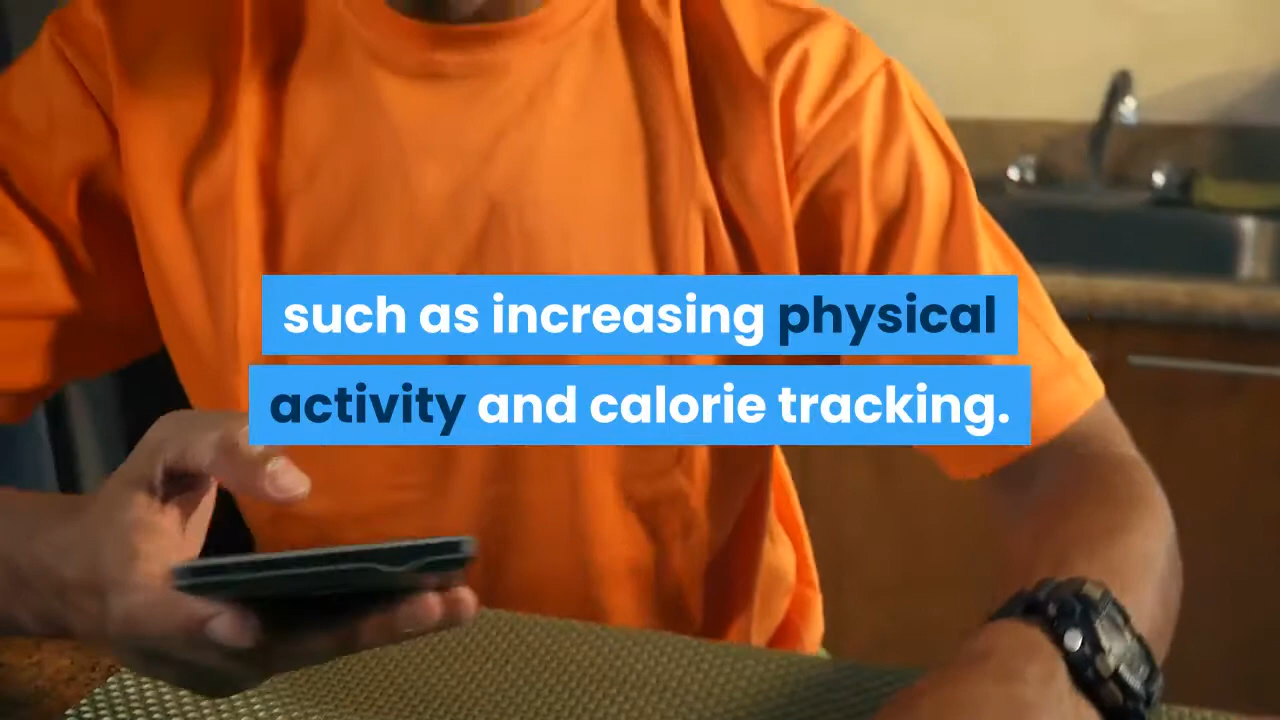 such as increasing physical
activity and calorie tracking.